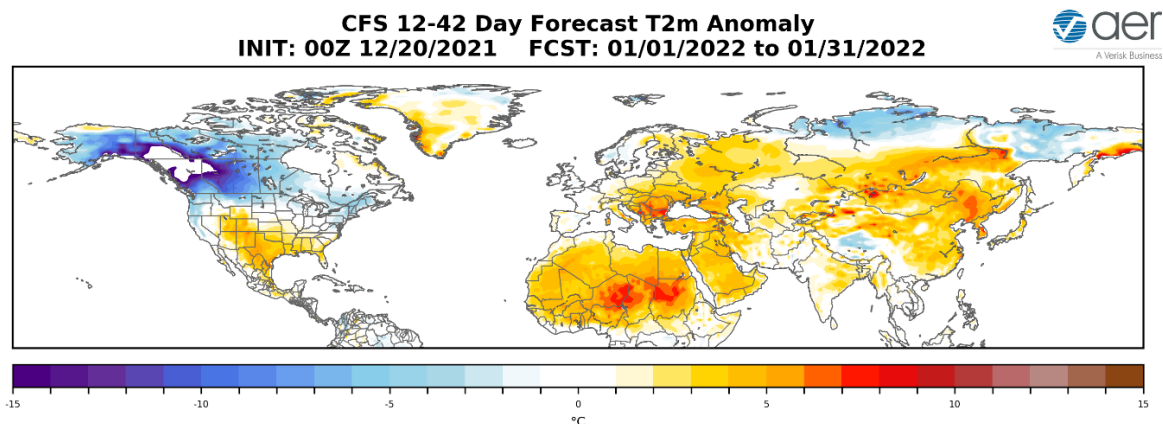 CFS 12-42 Day Forecast T2m Anomaly
INIT: 00Z 12/20/2021 FCST: 01/01/2022 to 01/31/2022
aer
A Verisk Business
-15 -10 -5 0 5 10 15
°C